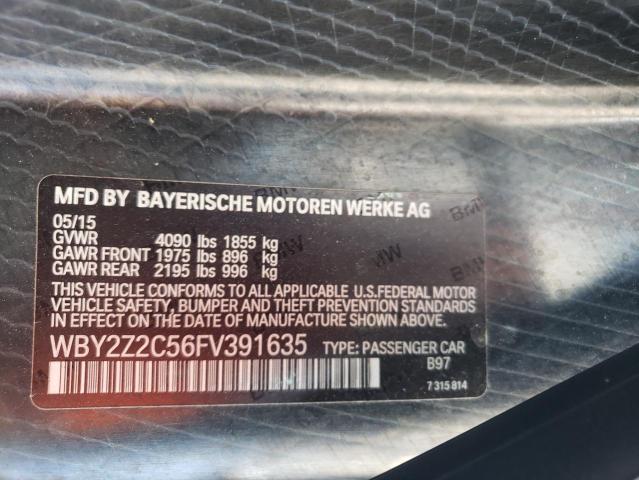 MFD BY BAYERISCHE MOTOREN WERKE AG
05/15
GVWR 4090 lbs 1855 kg
GAWR FRONT 1975 lbs 896 kg
GAWR REAR 2195 lbs 996 kg
THIS VEHICLE CONFORMS TO ALL APPLICABLE U.S.FEDERAL MOTOR
VEHICLE SAFETY, BUMPER AND THEFT PREVENTION STANDARDS
IN EFFECT ON THE DATE OF MANUFACTURE SHOWN ABOVE.
WBY2Z2C56FV391635 TYPE: PASSENGER CAR
B97
7 315 814